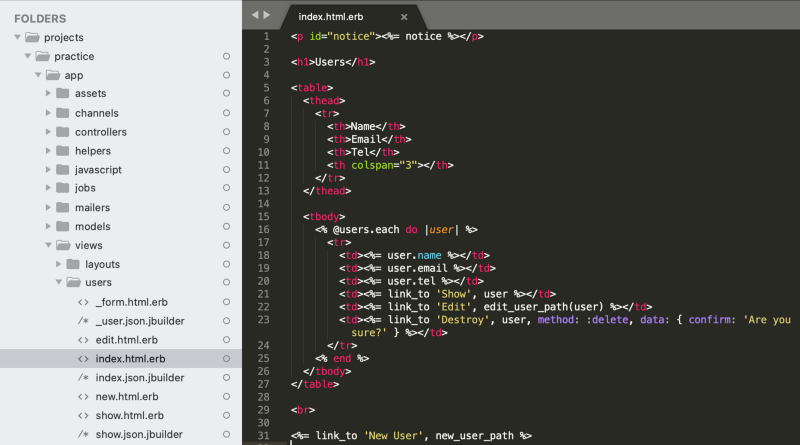 FOLDERS
projects
practice
app
assets
channels
controllers
helpers
javascript
jobs
mailers
models
views
layouts
users
<> _form.html.erb
/* _user.json.jbuilder
<> edit.html.erb
<> index.html.erb
/* index.json.jbuilder
<> new.html.erb
<> show.html.erb
/* show.json.jbuilder
index.html.erb ×
1 <p id="notice"><%= notice %></p>
2
3 <h1>Users</h1>
4
5 <table>
6 <thead>
7 <tr>
8 <th>Name</th>
9 <th>Email</th>
10 <th>Tel</th>
11 <th colspan="3"></th>
12 </tr>
13 </thead>
14
15 <tbody>
16 <% @users.each do |user| %>
17 <tr>
18 <td><%= user.name %></td>
19 <td><%= user.email %></td>
20 <td><%= user.tel %></td>
21 <td><%= link_to 'Show', user %></td>
22 <td><%= link_to 'Edit', edit_user_path(user) %></td>
23 <td><%= link_to 'Destroy', user, method: :delete, data: { confirm: 'Are you
sure?' } %></td>
24 </tr>
25 <% end %>
26 </tbody>
27 </table>
28
29 <br>
30
31 <%= link_to 'New User', new_user_path %>